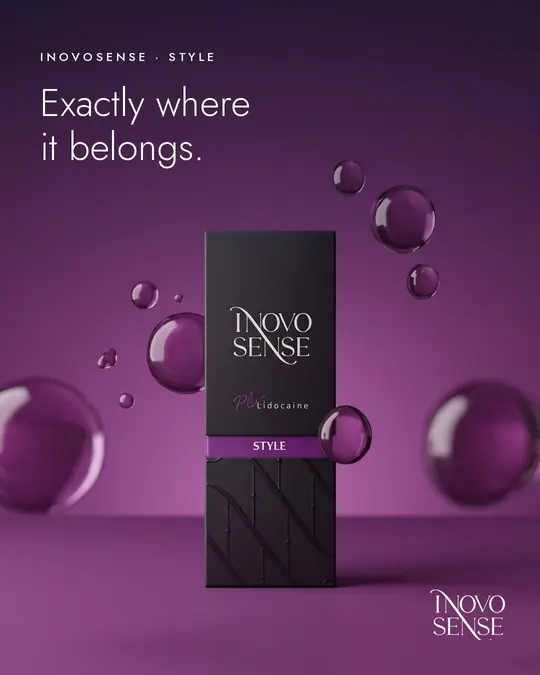 INOVOSENSE · STYLE
Exactly where
it belongs.
INOVO
SENSE
Plus Lidocaine
STYLE
INOVO
SENSE